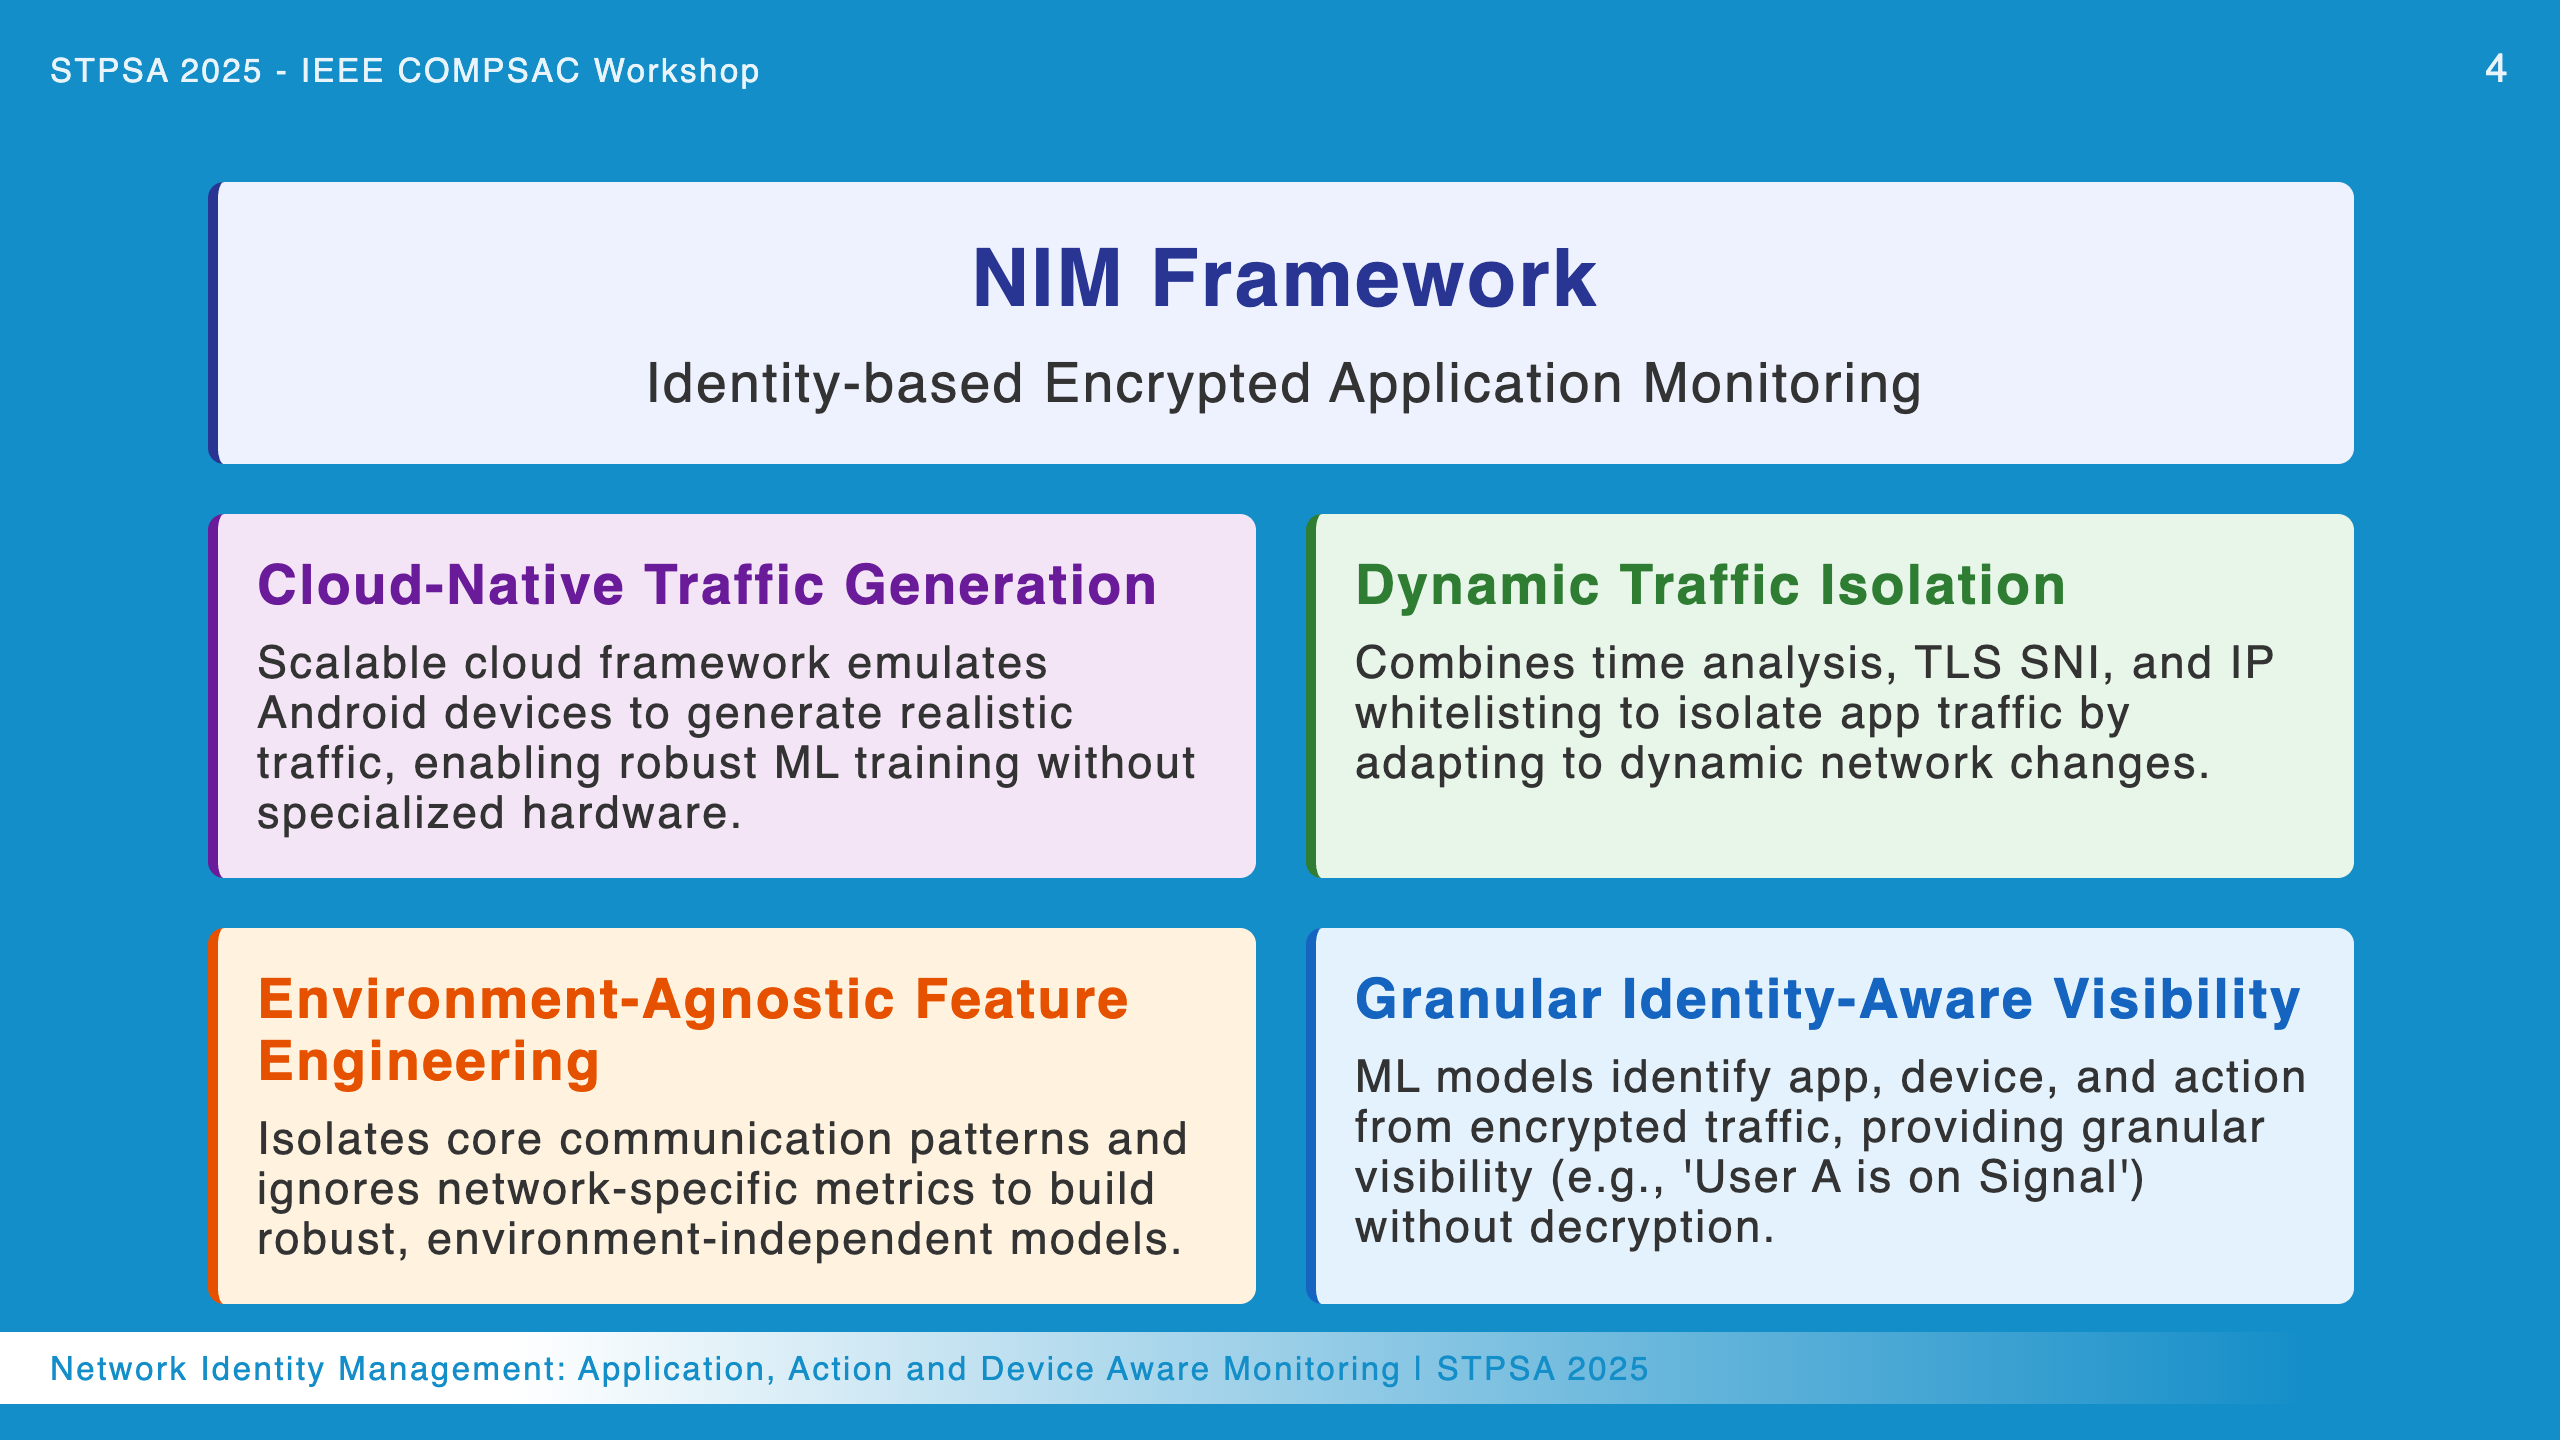 STPSA 2025 - IEEE COMPSAC Workshop
4
NIM Framework
Identity-based Encrypted Application Monitoring
Cloud-Native Traffic Generation
Scalable cloud framework emulates
Android devices to generate realistic
traffic, enabling robust ML training without
specialized hardware.
Dynamic Traffic Isolation
Combines time analysis, TLS SNI, and IP
whitelisting to isolate app traffic by
adapting to dynamic network changes.
Environment-Agnostic Feature
Engineering
Isolates core communication patterns and
ignores network-specific metrics to build
robust, environment-independent models.
Granular Identity-Aware Visibility
ML models identify app, device, and action
from encrypted traffic, providing granular
visibility (e.g., 'User A is on Signal')
without decryption.
Network Identity Management: Application, Action and Device Aware Monitoring | STPSA 2025